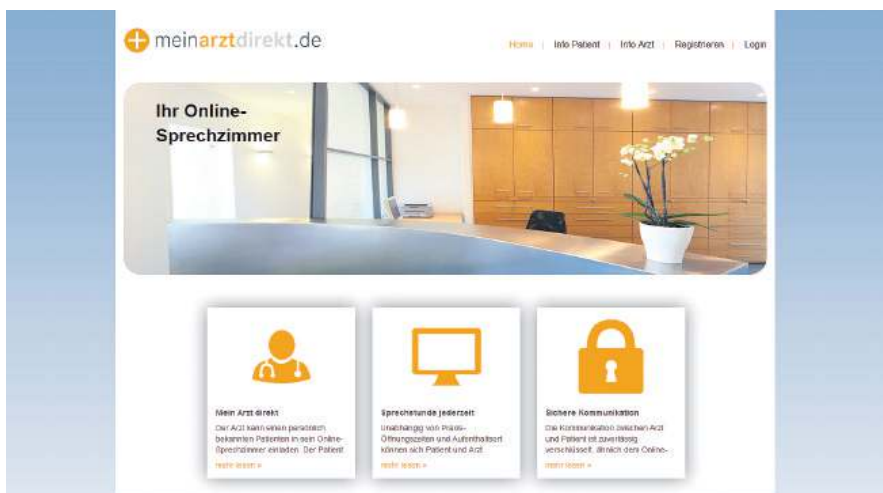 meinarztdirekt.de
Home | Info Patient | Info Arzt | Registrieren | Login
Ihr Online-
Sprechzimmer
Mein Arzt direkt
Der Arzt kann einen persönlich
bekannten Patienten in sein Online-
Sprechzimmer einladen. Der Patient
mehr lesen »
Sprechstunde jederzeit
Unabhängig von Praxis-
Öffnungszeiten und Aufenthaltsort
können sich Patient und Arzt
mehr lesen »
Sichere Kommunikation
Die Kommunikation zwischen Arzt
und Patient ist zuverlässig
verschlüsselt, ähnlich dem Online-
mehr lesen »